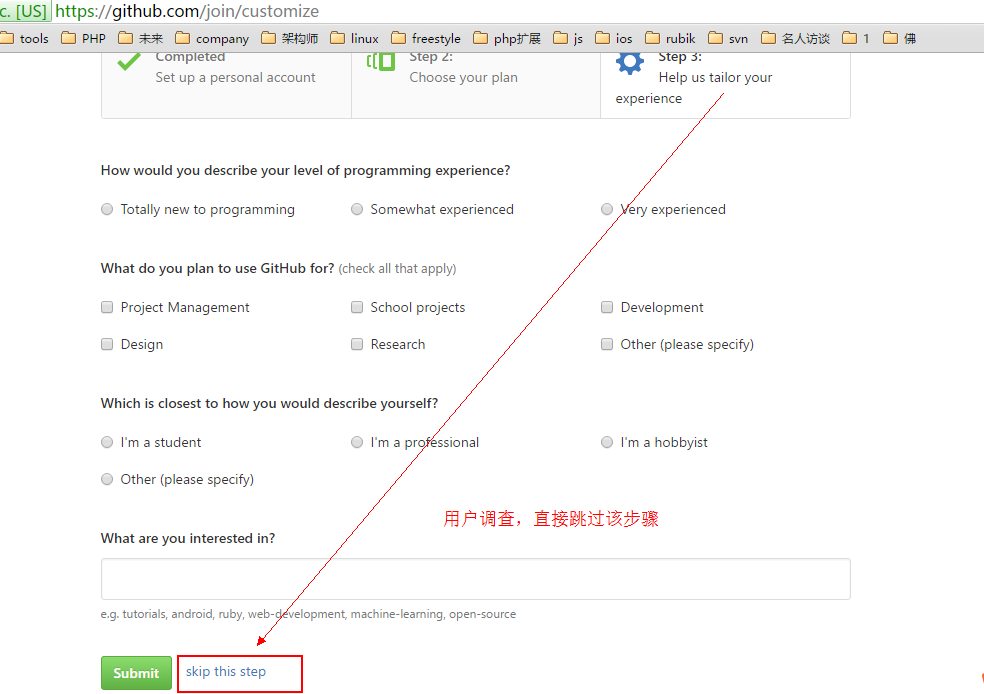 c. [US] https://github.com/join/customize
tools PHP 未来 company 架构师 linux freestyle php扩展 js ios rubik svn 名人访谈 1 佛
Completed Step 2: Step 3:
Set up a personal account Choose your plan Help us tailor your
experience
How would you describe your level of programming experience?
Totally new to programming Somewhat experienced Very experienced
What do you plan to use GitHub for? (check all that apply)
Project Management School projects Development
Design Research Other (please specify)
Which is closest to how you would describe yourself?
I'm a student I'm a professional I'm a hobbyist
Other (please specify)
用户调查，直接跳过该步骤
What are you interested in?
e.g. tutorials, android, ruby, web-development, machine-learning, open-source
Submit skip this step